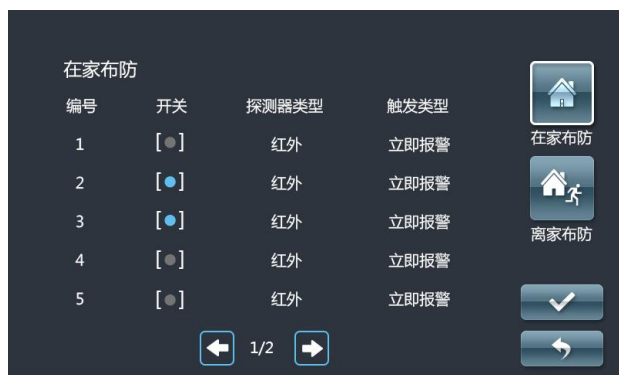 在家布防
编号 开关 探测器类型 触发类型
1 [●] 红外 立即报警
2 [●] 红外 立即报警
3 [●] 红外 立即报警
4 [●] 红外 立即报警
5 [●] 红外 立即报警
1/2
在家布防
离家布防